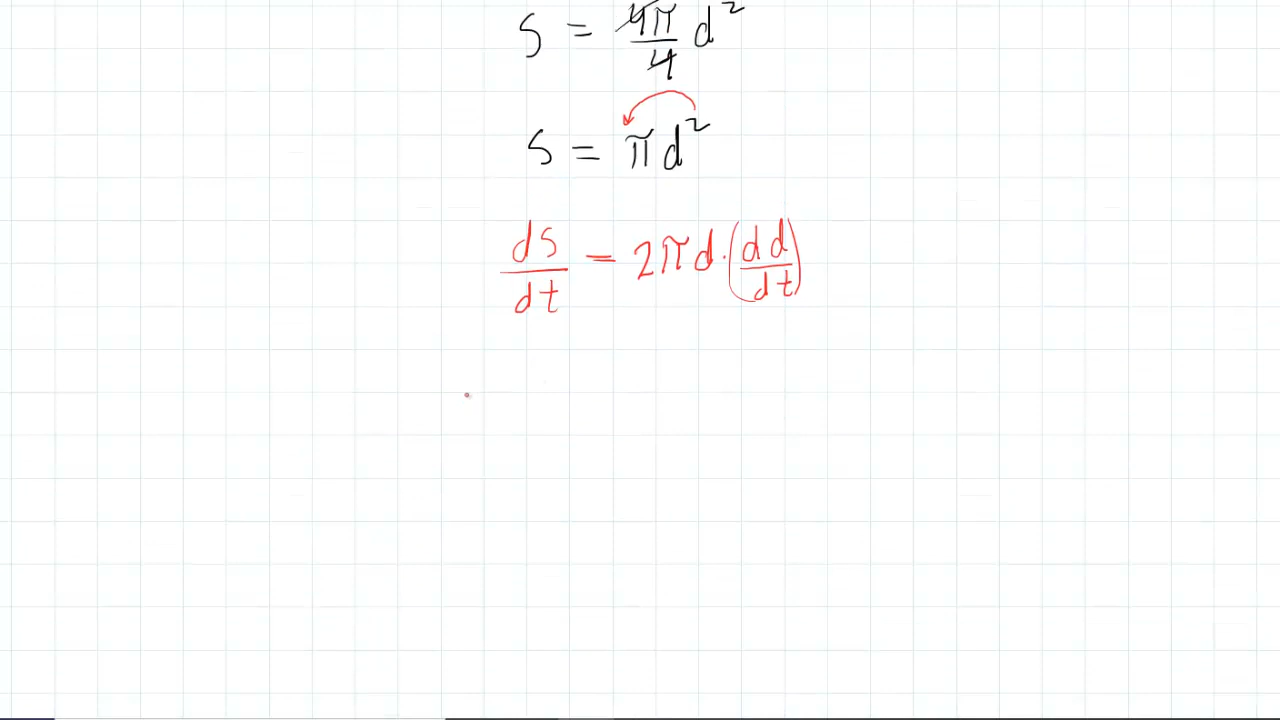 S = 4π/4 d²
S = πd²
dS/dt = 2πd·(dd/dt)